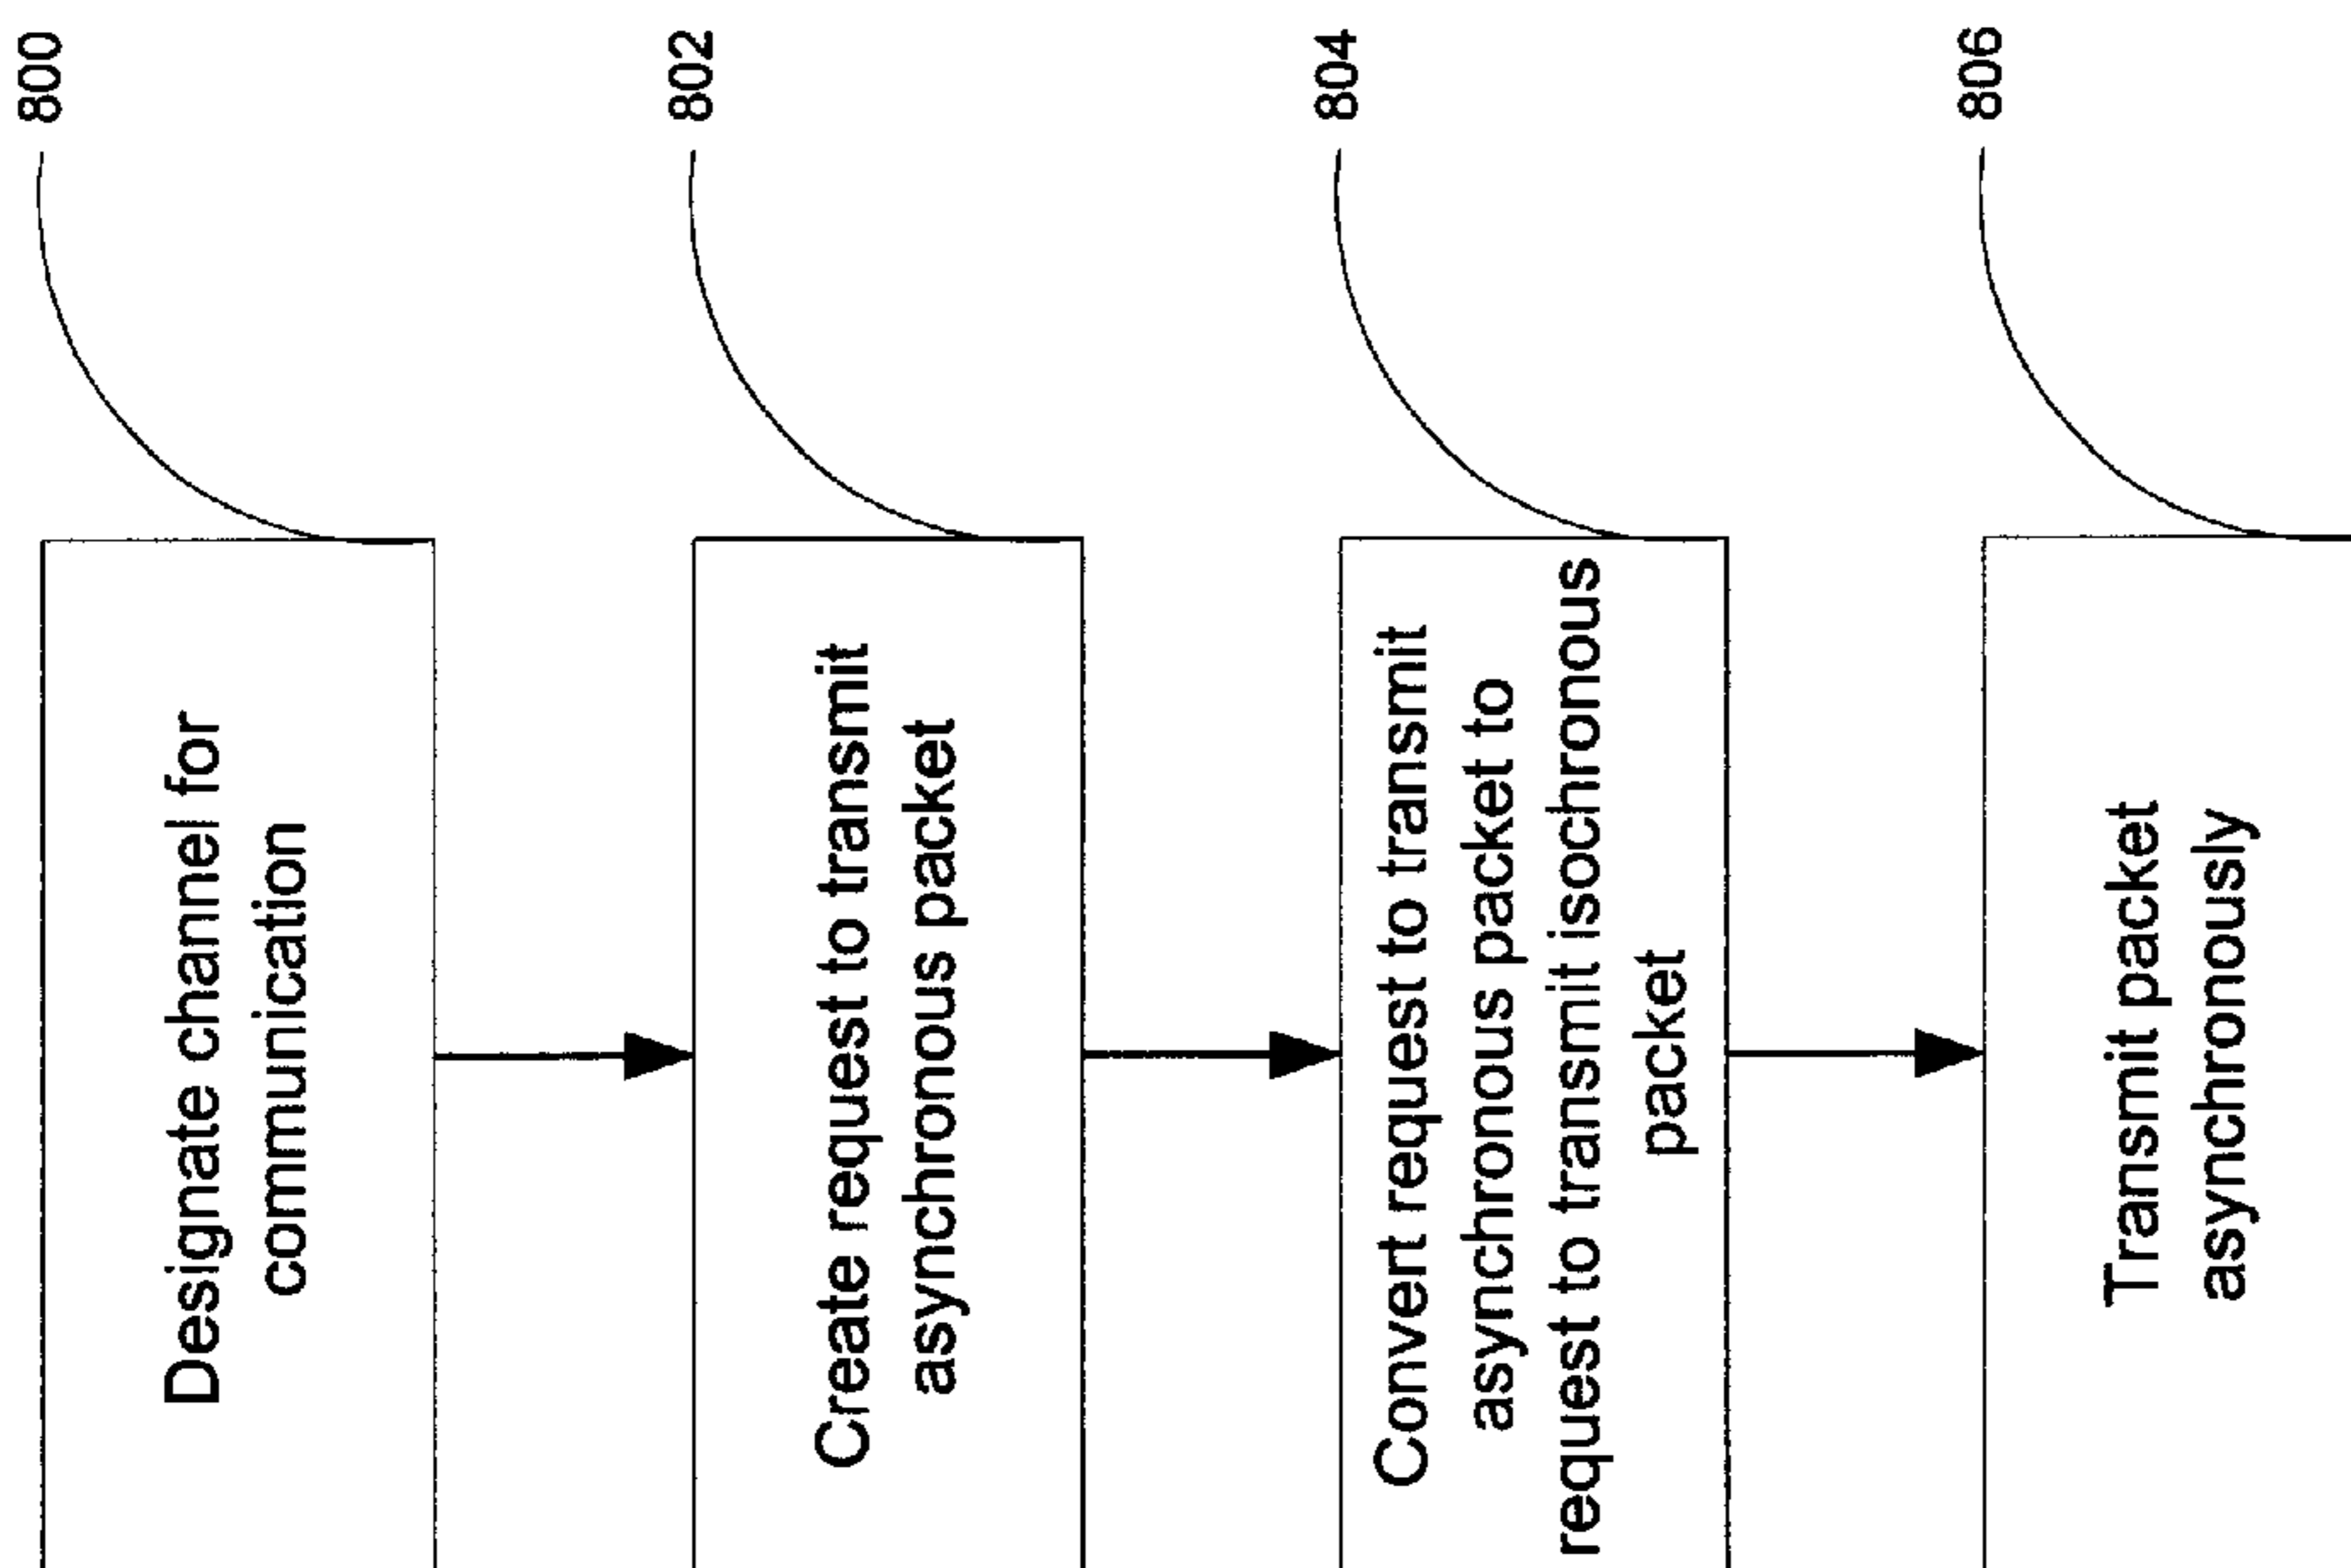 800
Designate channel for
communication
802
Create request to transmit
asynchronous packet
804
Convert request to transmit
asynchronous packet to
request to transmit isochronous
packet
806
Transmit packet
asynchronously